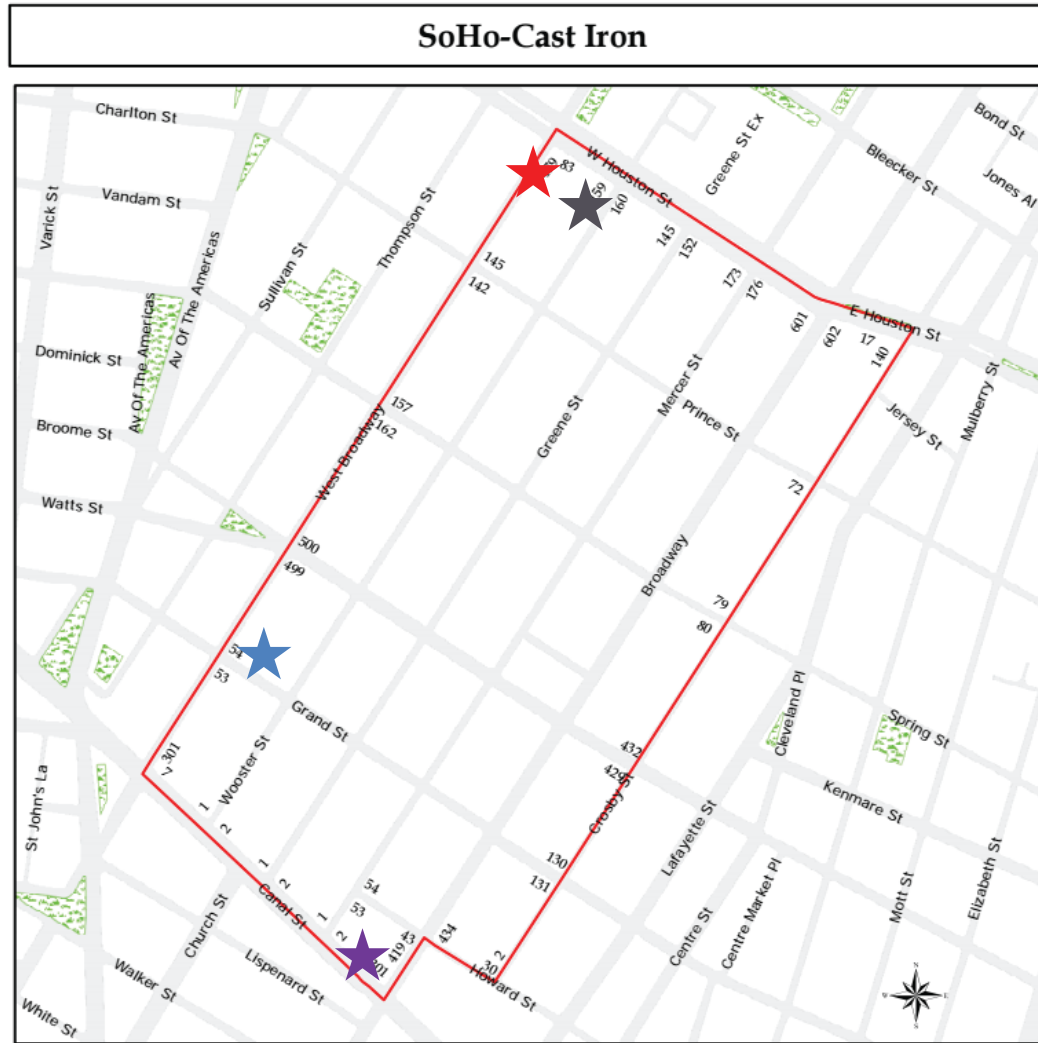 SoHo-Cast Iron
Charlton St
Bond St
W Houston St
Greene St Ex
Bleecker St
Jones Al
Vandam St
Varick St
Thompson St
Av Of The Americas
Sullivan St
83
59
160
145
152
173
176
145
142
601
602
E Houston St
17
140
Dominick St
Av Of The Americas
Mercer St
Mulberry St
157
162
Greene St
Prince St
Jersey St
Broome St
West Broadway
Watts St
72
500
499
Broadway
79
80
54
53
Grand St
Cleveland Pl
Spring St
301
7
Wooster St
432
429
Crosby St
Kenmare St
St John's La
1
2
Lafayette St
Elizabeth St
1
2
54
53
130
131
Canal St
1
2
43
419
434
Church St
Centre St
Centre Market Pl
Mott St
Lispenard St
30
2
Howard St
Walker St
White St
N
W
E
S